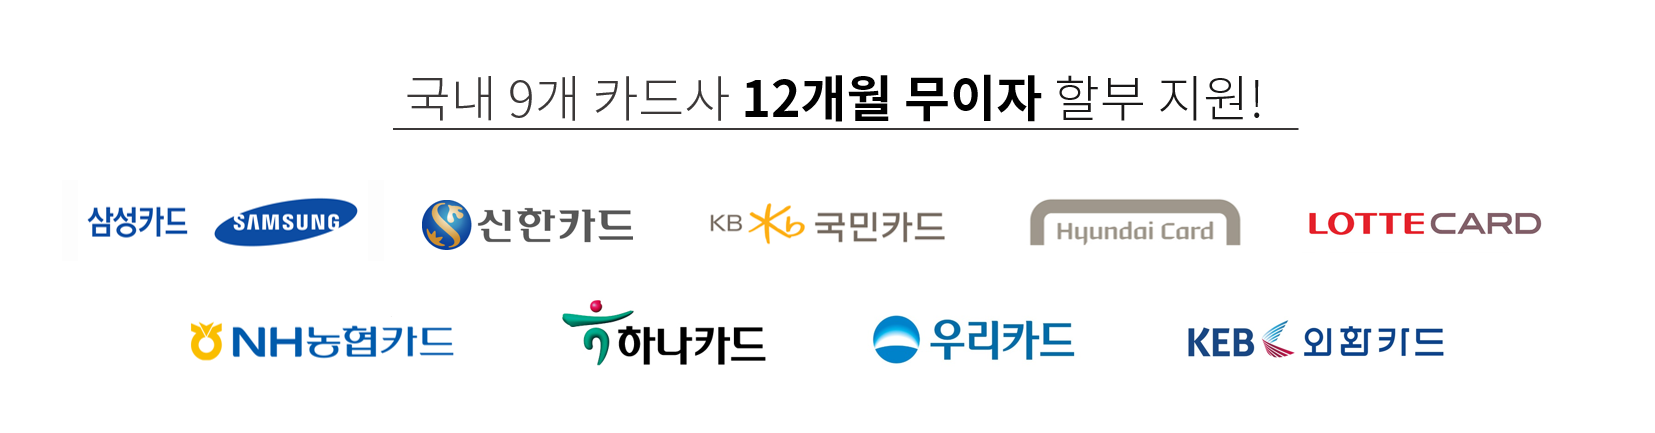 국내 9개 카드사 12개월 무이자 할부 지원!
삼성카드 SAMSUNG 신한카드 KB Kb 국민카드 Hyundai Card LOTTE CARD
NH농협카드 하나카드 우리카드 KEB 외환카드